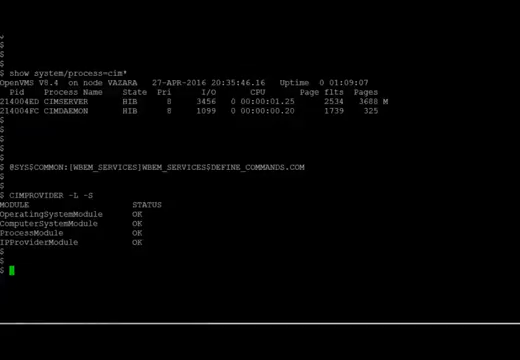 $
$
$
$
$ show system/process=cim*
OpenVMS V8.4  on node VAZARA   27-APR-2016 20:35:46.16   Uptime  0 01:09:07
Pid    Process Name    State  Pri      I/O       CPU       Page flts  Pages
214004ED CIMSERVER       HIB      8     3456   0 00:00:01.25      2534   3688 M
214004FC CIMDAEMON       HIB      8     1099   0 00:00:00.20      1739    325
$
$
$
$
$
$ @SYS$COMMON:[WBEM_SERVICES]WBEM_SERVICES$DEFINE_COMMANDS.COM
$
$
$ CIMPROVIDER -L -S
MODULE                  STATUS
OperatingSystemModule   OK
ComputerSystemModule    OK
ProcessModule           OK
IPProviderModule        OK
$
$
$